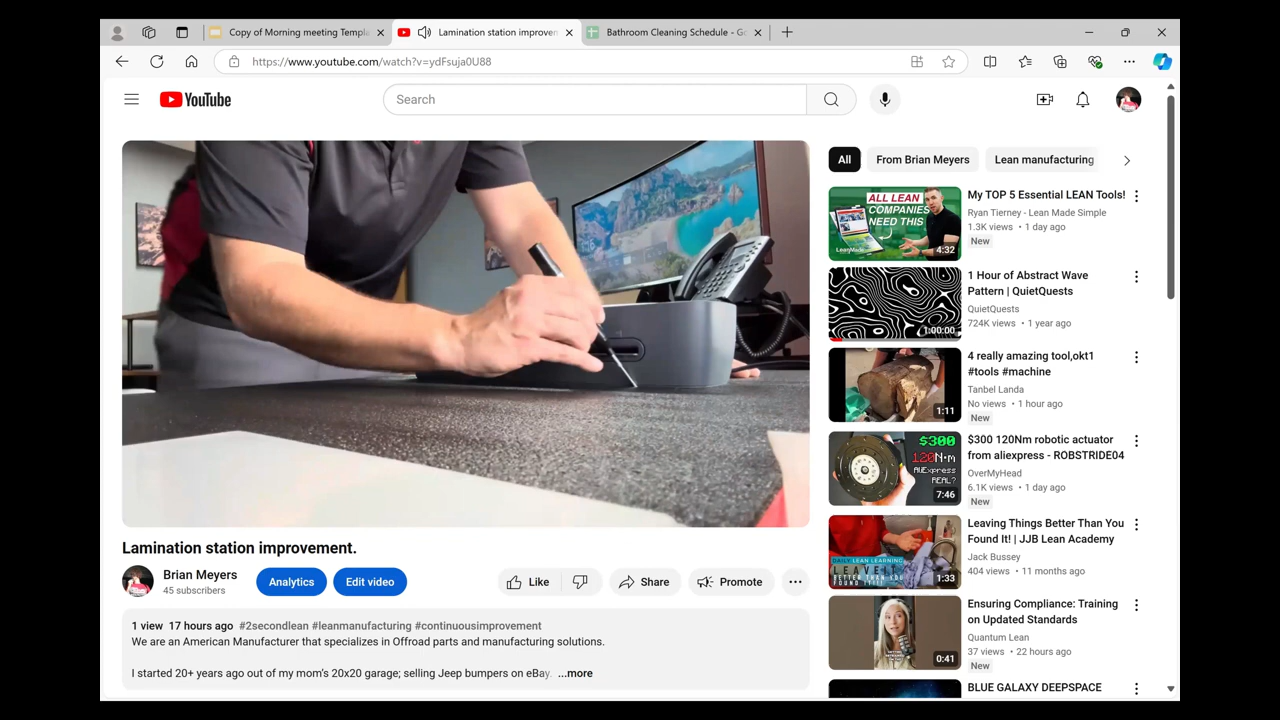 Copy of Morning meeting Templa
Lamination station improvem
Bathroom Cleaning Schedule - Go
https://www.youtube.com/watch?v=ydFsuja0U88
YouTube
Search
All
From Brian Meyers
Lean manufacturing
ALL LEAN
COMPANIES
NEED THIS
LeanMade
4:32
My TOP 5 Essential LEAN Tools!
Ryan Tierney - Lean Made Simple
1.3K views • 1 day ago
New
1:00:00
1 Hour of Abstract Wave
Pattern | QuietQuests
QuietQuests
724K views • 1 year ago
1:11
4 really amazing tool,okt1
#tools #machine
Tanbel Landa
No views • 1 hour ago
New
$300
120N·m
AliExpress
REAL?
7:46
$300 120Nm robotic actuator
from aliexpress - ROBSTRIDE04
OverMyHead
6.1K views • 1 day ago
New
DAILY LEAN LEARNING
LEAVE IT
BETTER THAN YOU
FOUND IT!!!!
1:33
Leaving Things Better Than You
Found It! | JJB Lean Academy
Jack Bussey
404 views • 11 months ago
0:41
Ensuring Compliance: Training
on Updated Standards
Quantum Lean
37 views • 22 hours ago
New
BLUE GALAXY DEEPSPACE
Lamination station improvement.
Brian Meyers
45 subscribers
Analytics
Edit video
Like
Share
Promote
1 view 17 hours ago #2secondlean #leanmanufacturing #continuousimprovement
We are an American Manufacturer that specializes in Offroad parts and manufacturing solutions.
I started 20+ years ago out of my mom's 20x20 garage; selling Jeep bumpers on eBay. ...more